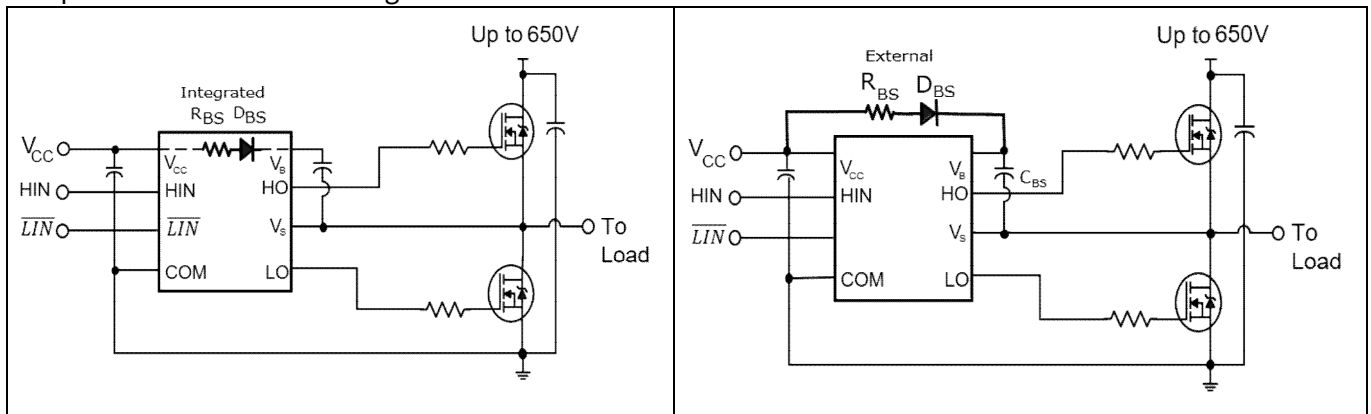 Up to 650V
Integrated
RBS DBS
VCC
VCC
VB
HIN
HIN
HO
LIN
LIN
VS
To
Load
COM
LO
Up to 650V
External
RBS DBS
VCC
VCC
VB
CBS
HIN
HIN
HO
LIN
VS
To
Load
COM
LO